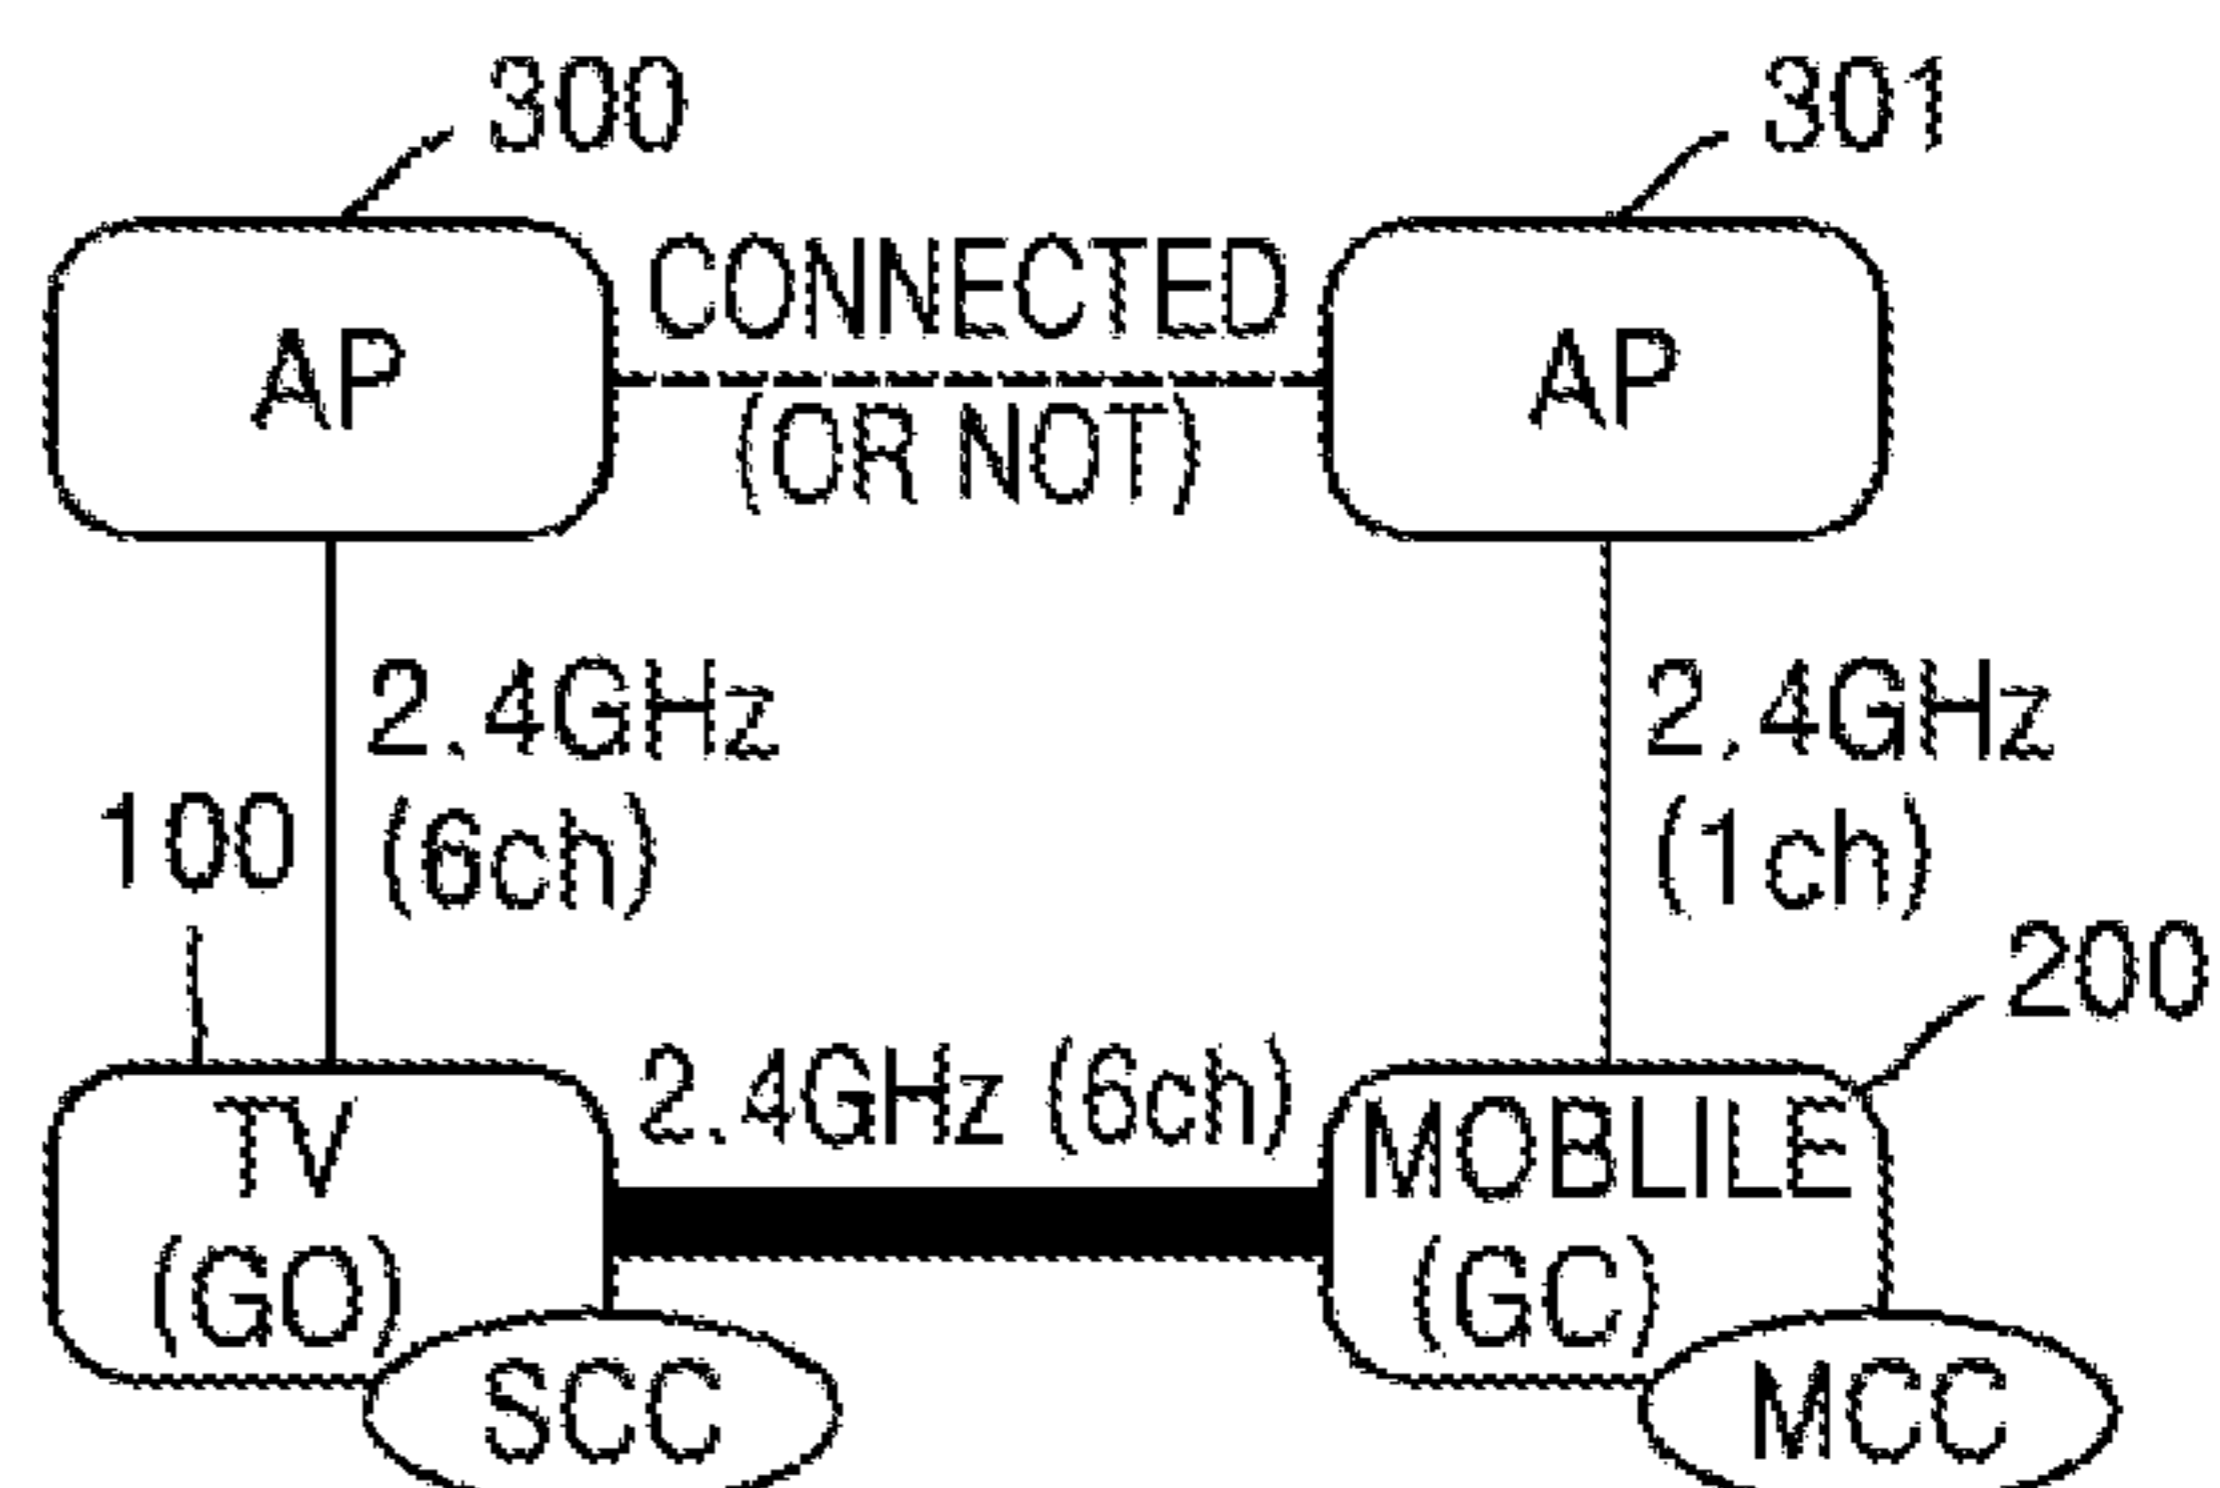 300
301
CONNECTED
AP
AP
(OR NOT)
2.4GHz
(6ch)
2.4GHz
(1ch)
100
200
2.4GHz (6ch)
TV
(GO)
MOBLILE
(GC)
SCC
MCC